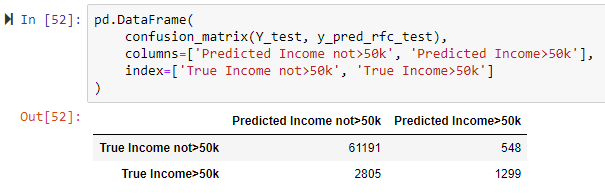 In [52]: pd.DataFrame(
confusion_matrix(Y_test, y_pred_rfc_test),
columns=['Predicted Income not>50k', 'Predicted Income>50k'],
index=['True Income not>50k', 'True Income>50k']
)
Out[52]:
Predicted Income not>50k Predicted Income>50k
True Income not>50k 61191 548
True Income>50k 2805 1299